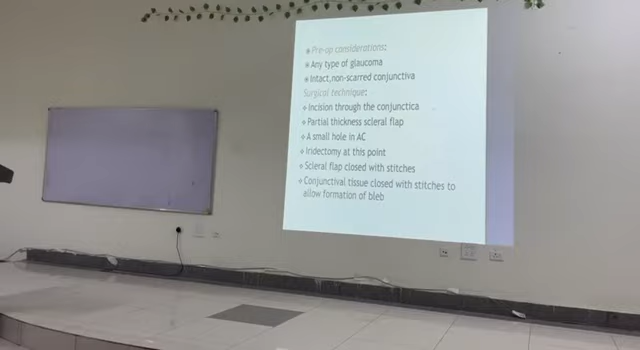 Pre-op considerations:
Any type of glaucoma
Intact,non-scarred conjunctiva
Surgical technique:
Incision through the conjunctica
Partial thickness scleral flap
A small hole in AC
Iridectomy at this point
Scleral flap closed with stitches
Conjunctival tissue closed with stitches to
allow formation of bleb